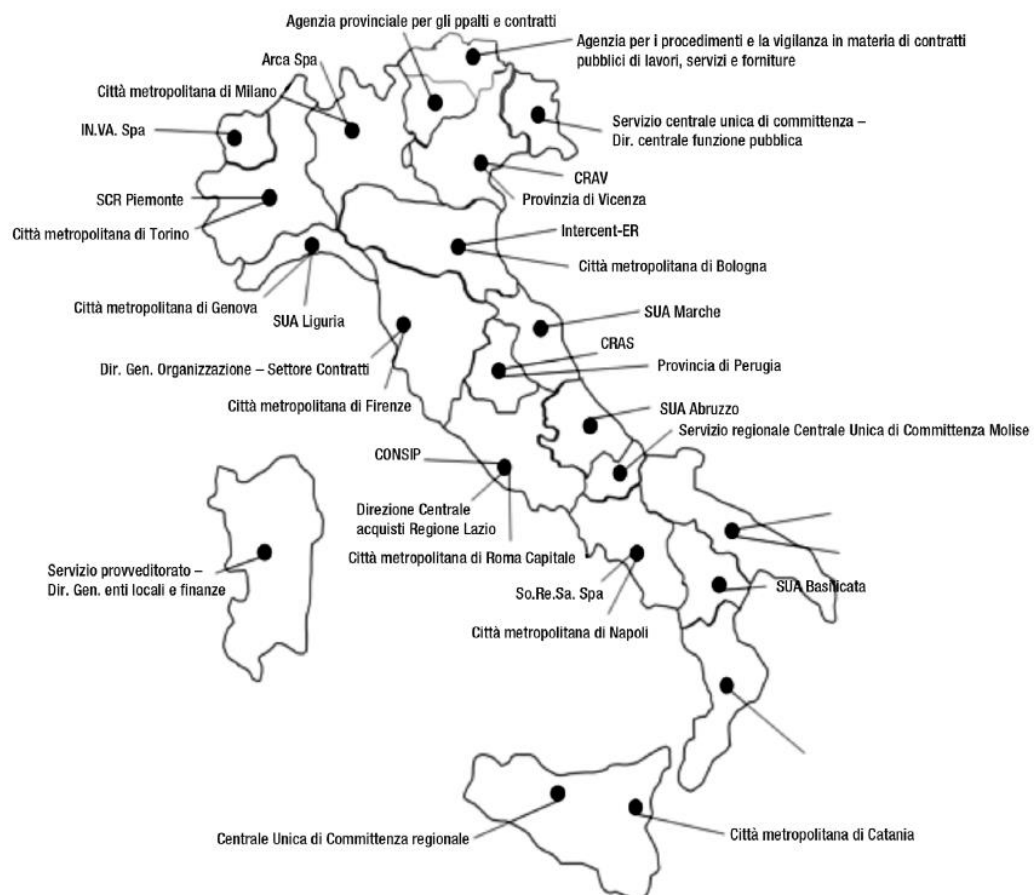 Agenzia provinciale per gli ppalti e contratti
Agenzia per i procedimenti e la vigilanza in materia di contratti
pubblici di lavori, servizi e forniture
Arca Spa
Città metropolitana di Milano
IN.VA. Spa
Servizio centrale unica di committenza –
Dir. centrale funzione pubblica
CRAV
Provinzia di Vicenza
SCR Piemonte
Città metropolitana di Torino
Intercent-ER
Città metropolitana di Bologna
Città metropolitana di Genova
SUA Liguria
SUA Marche
CRAS
Provincia di Perugia
Dir. Gen. Organizzazione – Settore Contratti
Città metropolitana di Firenze
SUA Abruzzo
Servizio regionale Centrale Unica di Committenza Molise
CONSIP
Direzione Centrale
acquisti Regione Lazio
Città metropolitana di Roma Capitale
Servizio provveditorato –
Dir. Gen. enti locali e finanze
So.Re.Sa. Spa
SUA Basilicata
Città metropolitana di Napoli
Centrale Unica di Committenza regionale
Città metropolitana di Catania